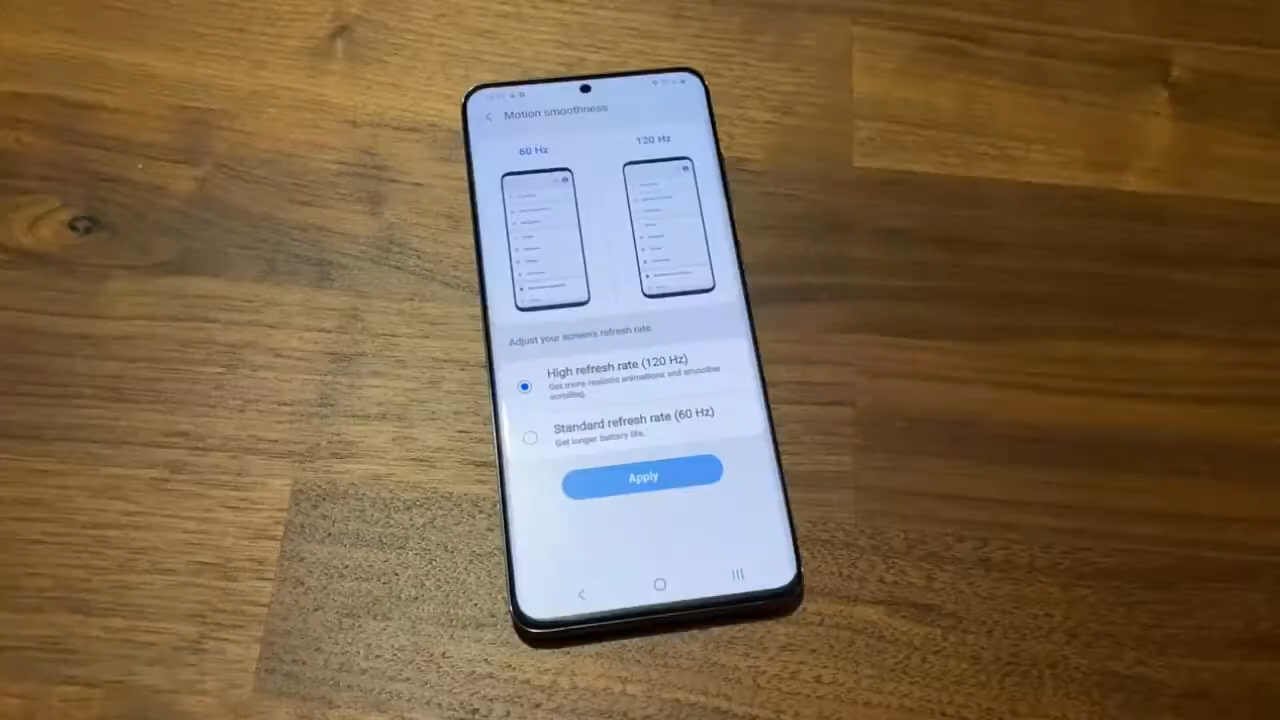 Motion smoothness
60 Hz
120 Hz
Adjust your screen's refresh rate.
High refresh rate (120 Hz)
Get more realistic animations and smoother
scrolling.
Standard refresh rate (60 Hz)
Get longer battery life.
Apply